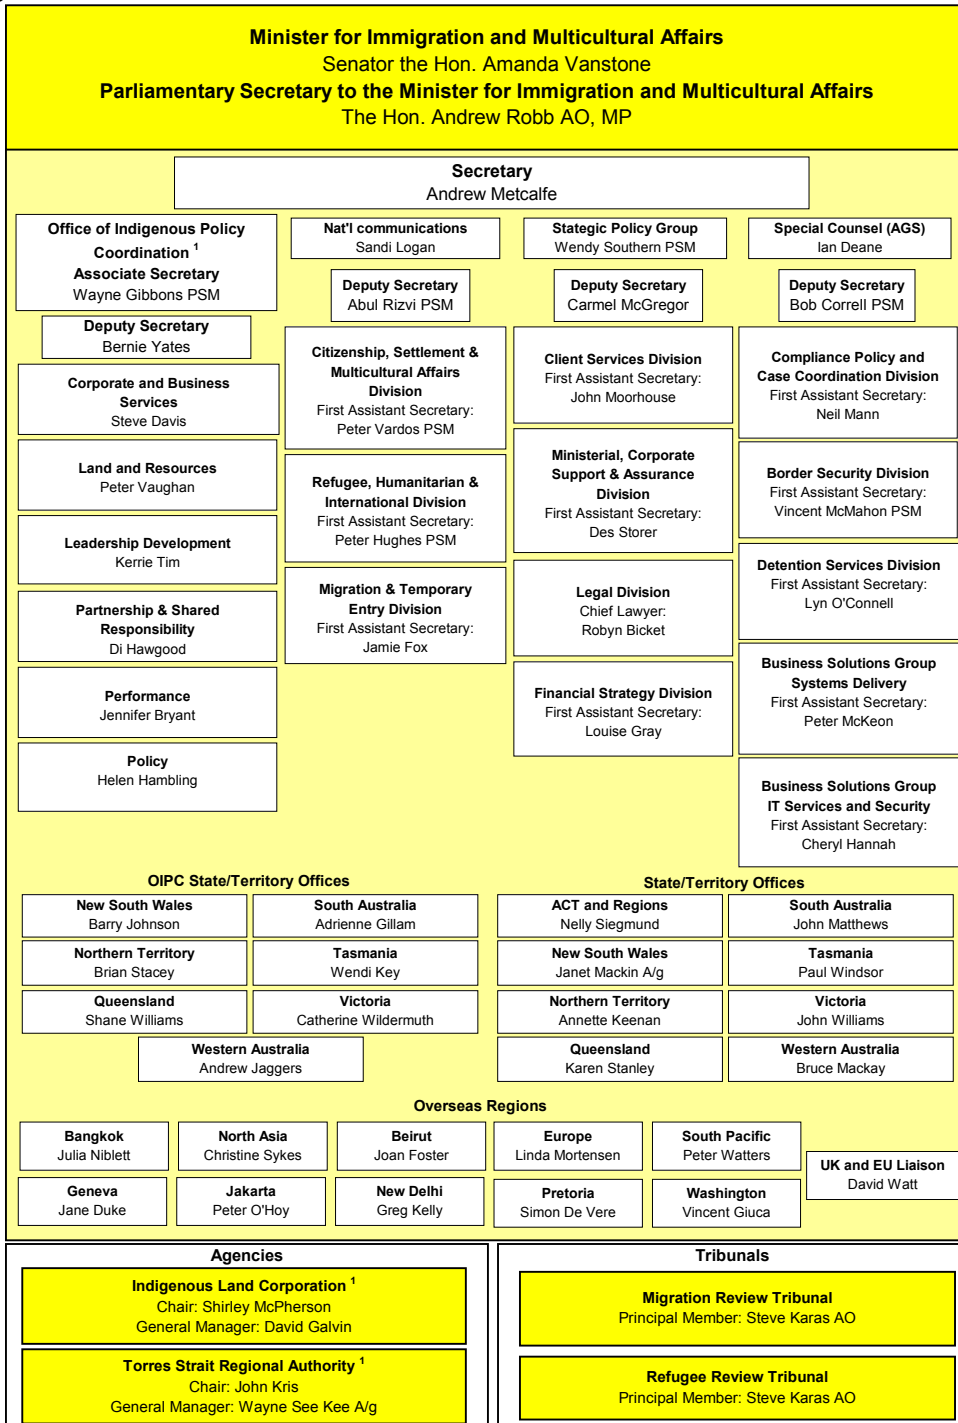 Minister for Immigration and Multicultural Affairs
Senator the Hon. Amanda Vanstone
Parliamentary Secretary to the Minister for Immigration and Multicultural Affairs
The Hon. Andrew Robb AO, MP
Secretary
Andrew Metcalfe
Office of Indigenous Policy
Coordination 1
Associate Secretary
Wayne Gibbons PSM
Nat'l communications
Sandi Logan
Stategic Policy Group
Wendy Southern PSM
Special Counsel (AGS)
Ian Deane
Deputy Secretary
Bernie Yates
Deputy Secretary
Abul Rizvi PSM
Deputy Secretary
Carmel McGregor
Deputy Secretary
Bob Correll PSM
Corporate and Business
Services
Steve Davis
Land and Resources
Peter Vaughan
Leadership Development
Kerrie Tim
Partnership & Shared
Responsibility
Di Hawgood
Performance
Jennifer Bryant
Policy
Helen Hambling
Citizenship, Settlement &
Multicultural Affairs
Division
First Assistant Secretary:
Peter Vardos PSM
Refugee, Humanitarian &
International Division
First Assistant Secretary:
Peter Hughes PSM
Migration & Temporary
Entry Division
First Assistant Secretary:
Jamie Fox
Client Services Division
First Assistant Secretary:
John Moorhouse
Ministerial, Corporate
Support & Assurance
Division
First Assistant Secretary:
Des Storer
Legal Division
Chief Lawyer:
Robyn Bicket
Financial Strategy Division
First Assistant Secretary:
Louise Gray
Compliance Policy and
Case Coordination Division
First Assistant Secretary:
Neil Mann
Border Security Division
First Assistant Secretary:
Vincent McMahon PSM
Detention Services Division
First Assistant Secretary:
Lyn O'Connell
Business Solutions Group
Systems Delivery
First Assistant Secretary:
Peter McKeon
Business Solutions Group
IT Services and Security
First Assistant Secretary:
Cheryl Hannah
OIPC State/Territory Offices
New South Wales
Barry Johnson
South Australia
Adrienne Gillam
Northern Territory
Brian Stacey
Tasmania
Wendi Key
Queensland
Shane Williams
Victoria
Catherine Wildermuth
Western Australia
Andrew Jaggers
State/Territory Offices
ACT and Regions
Nelly Siegmund
South Australia
John Matthews
New South Wales
Janet Mackin A/g
Tasmania
Paul Windsor
Northern Territory
Annette Keenan
Victoria
John Williams
Queensland
Karen Stanley
Western Australia
Bruce Mackay
Overseas Regions
Bangkok
Julia Niblett
North Asia
Christine Sykes
Beirut
Joan Foster
Europe
Linda Mortensen
South Pacific
Peter Watters
UK and EU Liaison
David Watt
Geneva
Jane Duke
Jakarta
Peter O'Hoy
New Delhi
Greg Kelly
Pretoria
Simon De Vere
Washington
Vincent Giuca
Agencies
Indigenous Land Corporation 1
Chair: Shirley McPherson
General Manager: David Galvin
Torres Strait Regional Authority 1
Chair: John Kris
General Manager: Wayne See Kee A/g
Tribunals
Migration Review Tribunal
Principal Member: Steve Karas AO
Refugee Review Tribunal
Principal Member: Steve Karas AO